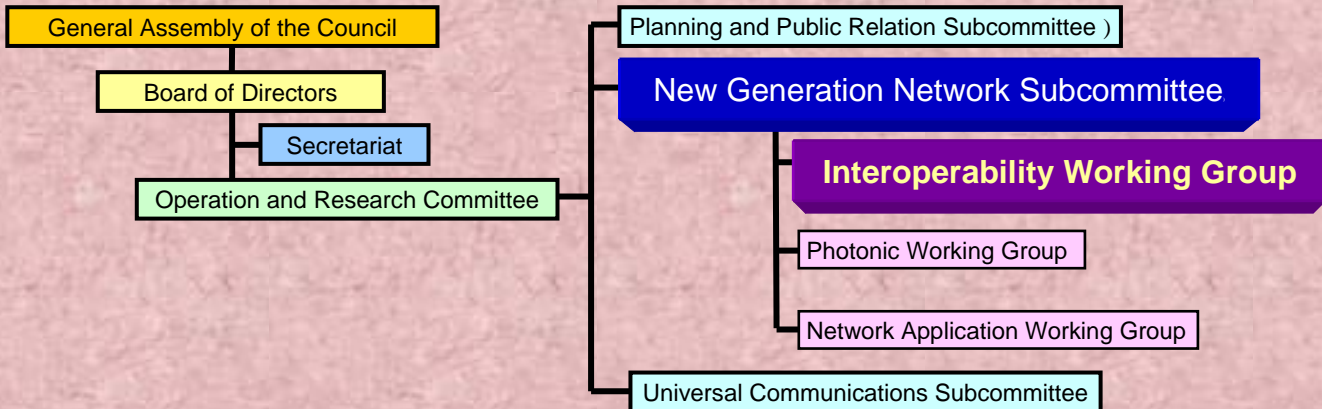 General Assembly of the Council
Board of Directors
Secretariat
Operation and Research Committee
Planning and Public Relation Subcommittee )
New Generation Network Subcommittee
Interoperability Working Group
Photonic Working Group
Network Application Working Group
Universal Communications Subcommittee